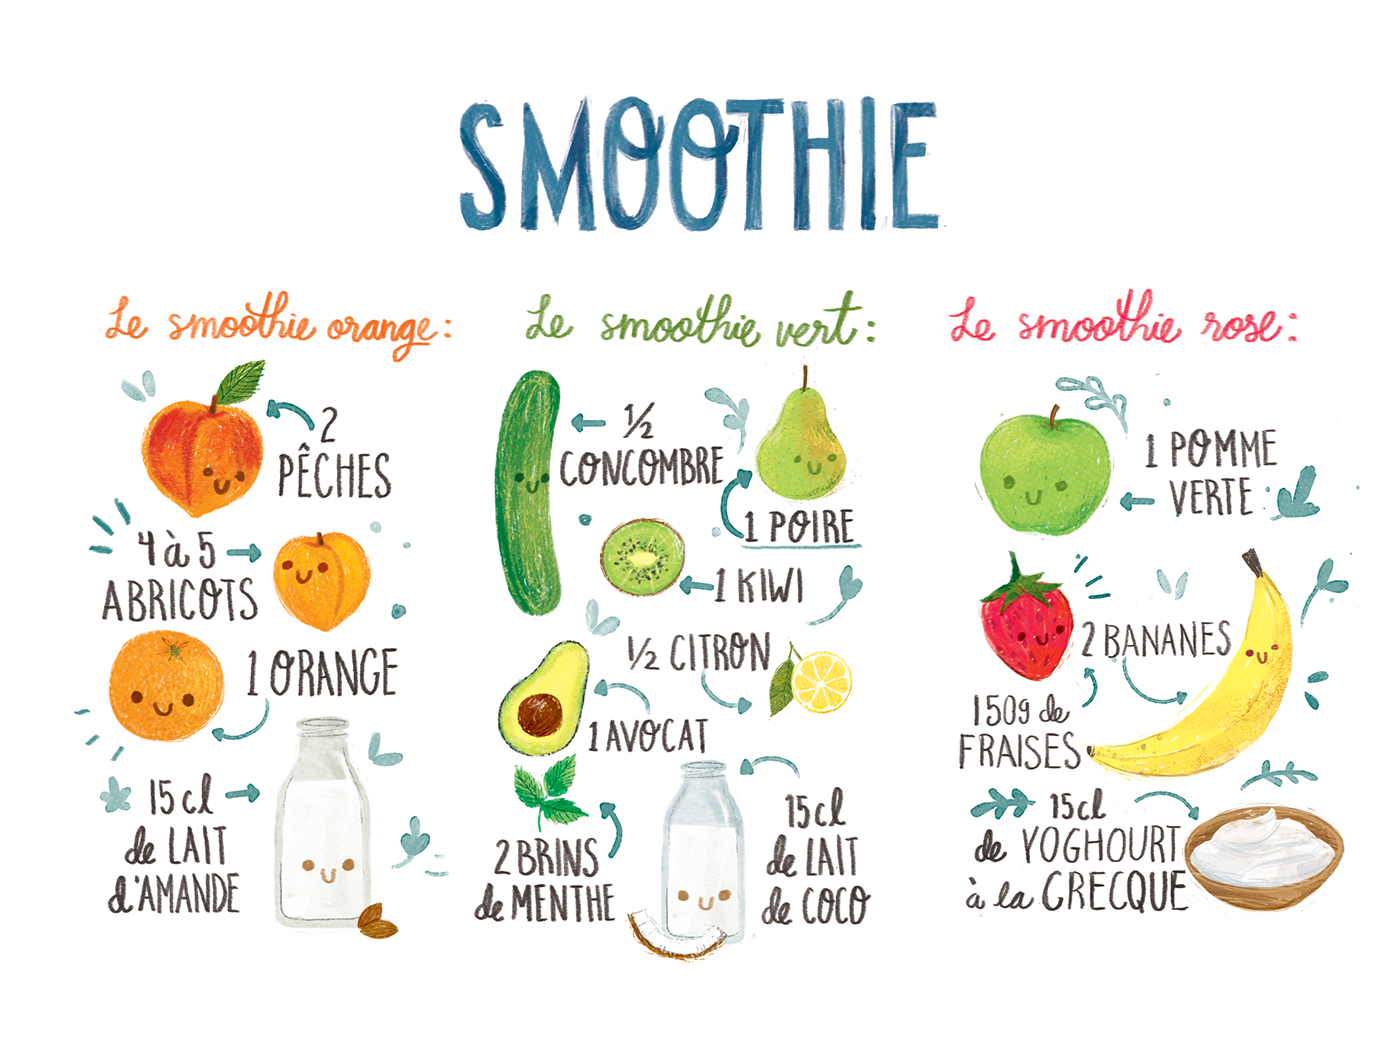 SMOOTHIE
Le smoothie orange:
2
PÊCHES
4 à 5
ABRICOTS
1 ORANGE
15 cl
de LAIT
d'AMANDE
Le smoothie vert:
1/2
CONCOMBRE
1 POIRE
1 KIWI
1/2 CITRON
1 AVOCAT
2 BRINS
de MENTHE
15 cl
de LAIT
de COCO
Le smoothie rose:
1 POMME
VERTE
2 BANANES
150g de
FRAISES
15cl
de YOGHOURT
à la GRECQUE